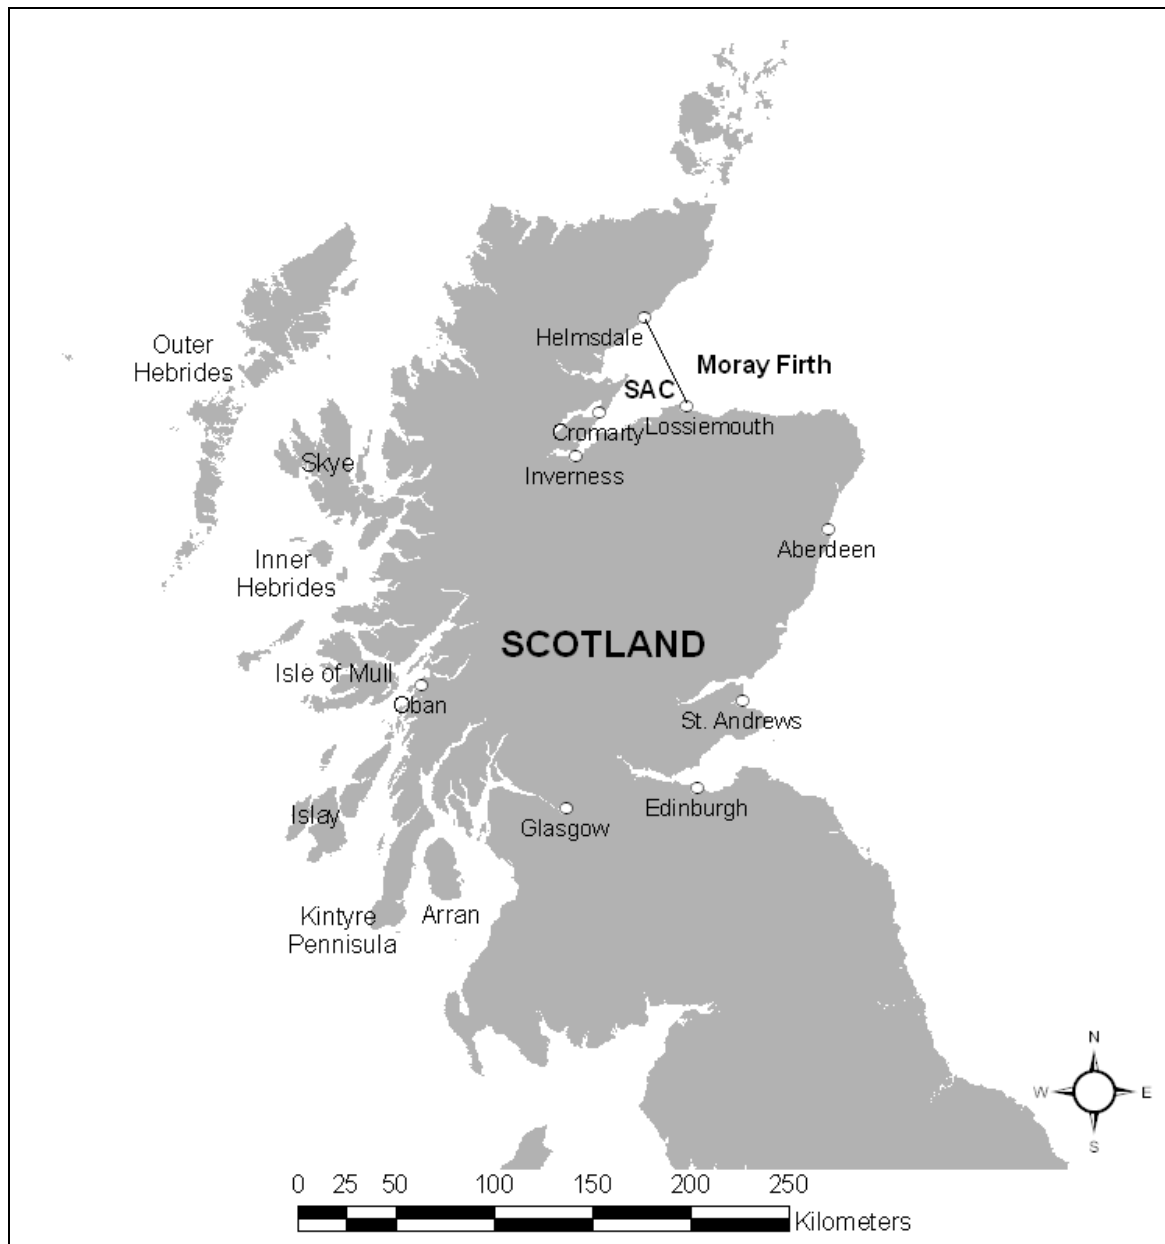 Outer
Hebrides
Helmsdale
Moray Firth
SAC
Cromarty
Lossiemouth
Skye
Inverness
Aberdeen
Inner
Hebrides
SCOTLAND
Isle of Mull
Oban
St. Andrews
Islay
Glasgow
Edinburgh
Kintyre
Pennisula
Arran
N
W
E
S
0 25 50 100 150 200 250
Kilometers